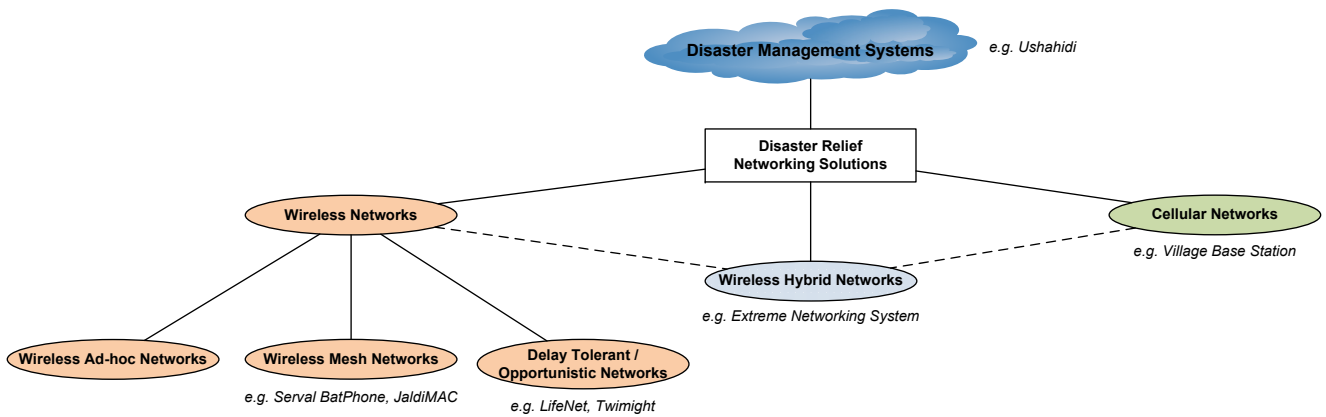 Disaster Management Systems
e.g. Ushahidi
Disaster Relief
Networking Solutions
Wireless Networks
Cellular Networks
e.g. Village Base Station
Wireless Hybrid Networks
e.g. Extreme Networking System
Wireless Ad-hoc Networks
Wireless Mesh Networks
e.g. Serval BatPhone, JaldiMAC
Delay Tolerant /
Opportunistic Networks
e.g. LifeNet, Twimight